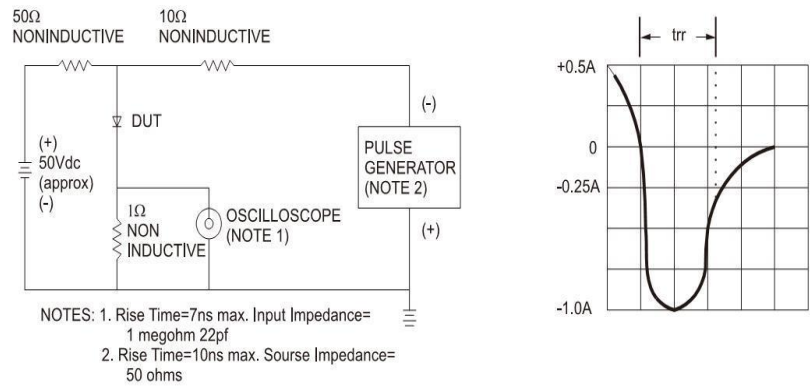 50Ω
NONINDUCTIVE
10Ω
NONINDUCTIVE
DUT
(+)
50Vdc
(approx)
(-)
1Ω
NON
INDUCTIVE
OSCILLOSCOPE
(NOTE 1)
(-)
PULSE
GENERATOR
(NOTE 2)
(+)
NOTES: 1. Rise Time=7ns max. Input Impedance=
1 megohm 22pf
2. Rise Time=10ns max. Sourse Impedance=
50 ohms
trr
+0.5A
0
-0.25A
-1.0A